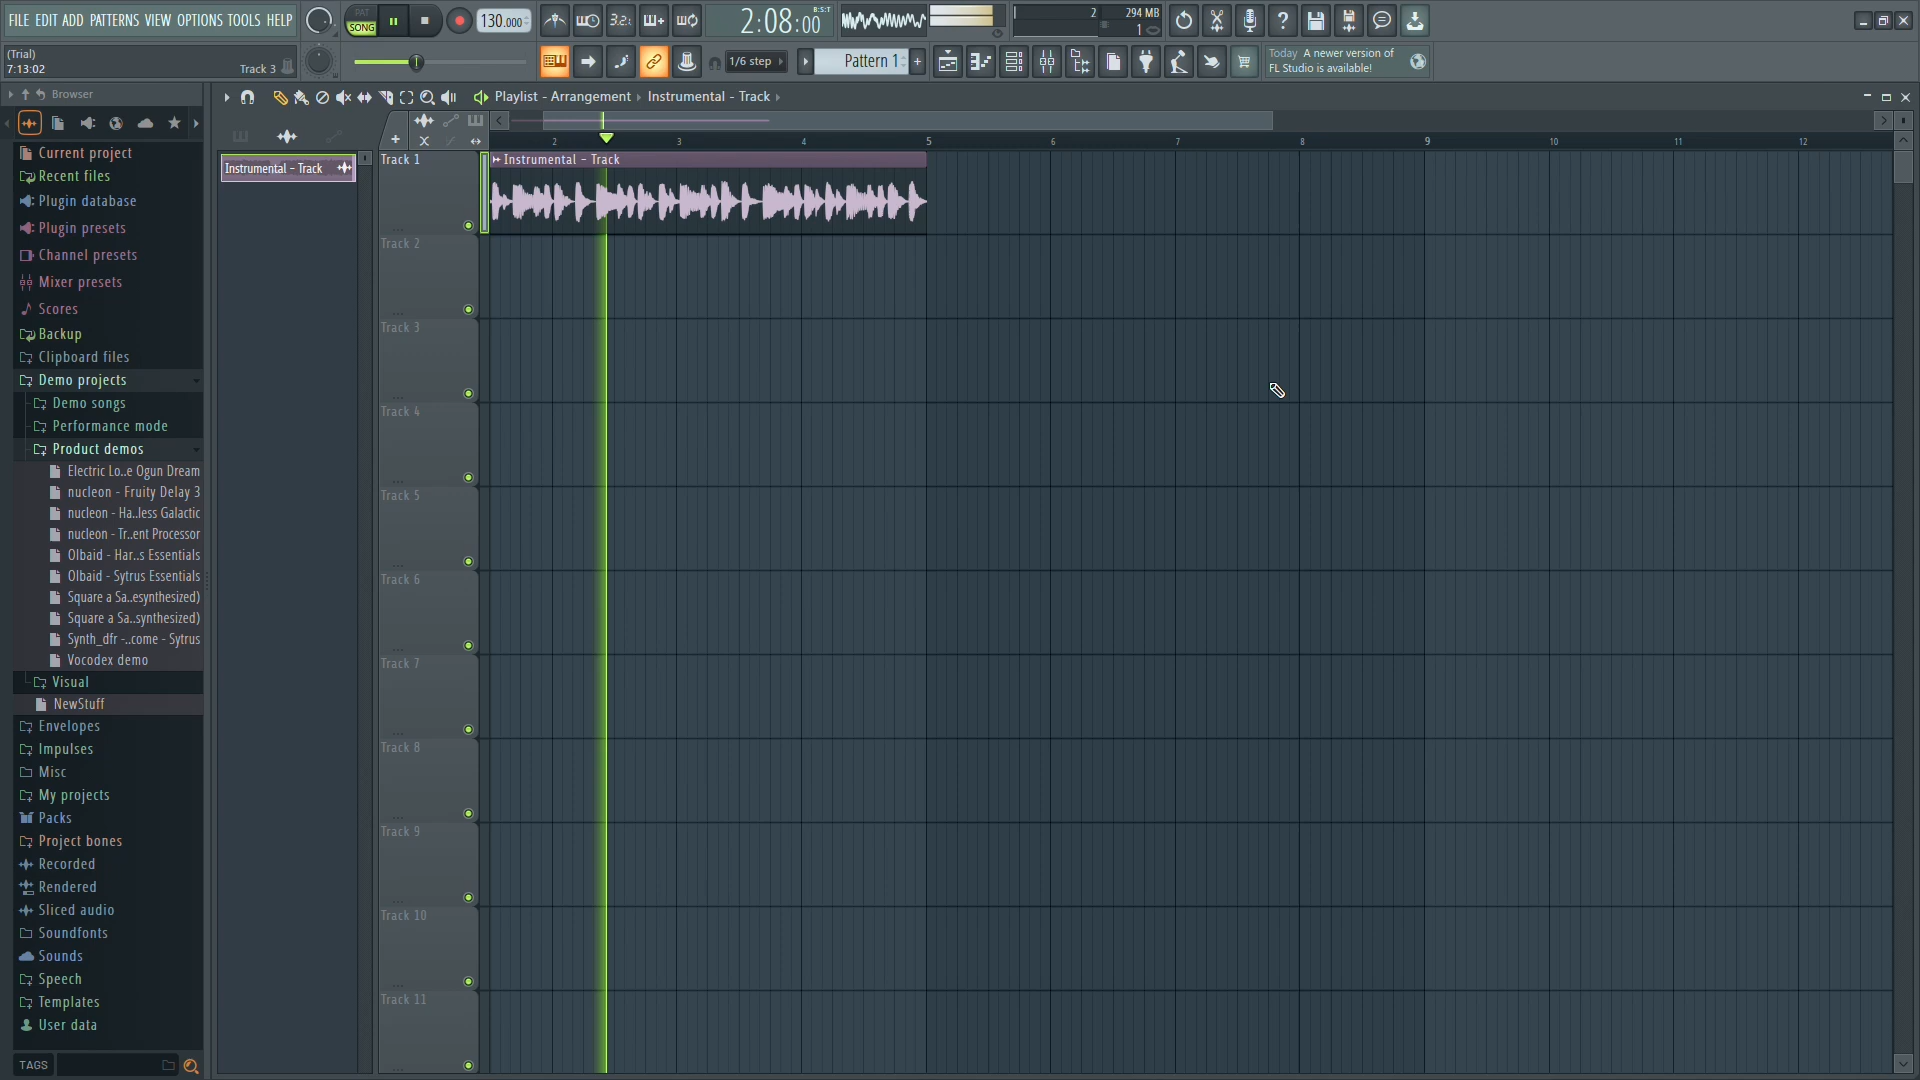 FILE EDIT ADD PATTERNS VIEW OPTIONS TOOLS HELP
PAT
SONG
130.000
3.2.
2:08:00
B:S:T
2
294 MB
1
(Trial)
7:13:02
Track 3
1/6 step
Pattern 1
Today A newer version of
FL Studio is available!
Browser
Playlist - Arrangement
Instrumental - Track
Current project
Recent files
Plugin database
Plugin presets
Channel presets
Mixer presets
Scores
Backup
Clipboard files
Demo projects
Demo songs
Performance mode
Product demos
Electric Lo..e Ogun Dream
nucleon - Fruity Delay 3
nucleon - Ha..less Galactic
nucleon - Tr..ent Processor
Olbaid - Har..s Essentials
Olbaid - Sytrus Essentials
Square a Sa..esynthesized)
Square a Sa..synthesized)
Synth_dfr -..come - Sytrus
Vocodex demo
Visual
NewStuff
Envelopes
Impulses
Misc
My projects
Packs
Project bones
Recorded
Rendered
Sliced audio
Soundfonts
Sounds
Speech
Templates
User data
TAGS
Instrumental - Track
2 3 4 5 6 7 8 9 10 11 12
Track 1
Instrumental - Track
Track 2
Track 3
Track 4
Track 5
Track 6
Track 7
Track 8
Track 9
Track 10
Track 11